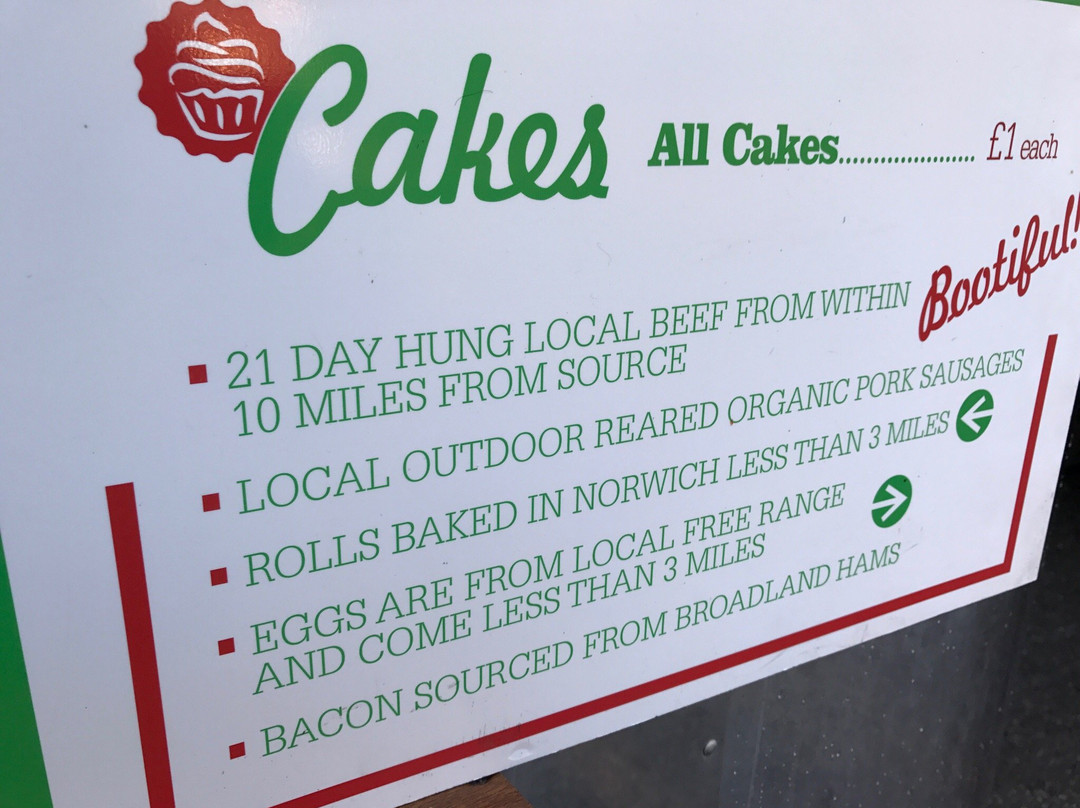 Cakes
All Cakes...................... £1 each
Bootiful!
21 DAY HUNG LOCAL BEEF FROM WITHIN
10 MILES FROM SOURCE
LOCAL OUTDOOR REARED ORGANIC PORK SAUSAGES
ROLLS BAKED IN NORWICH LESS THAN 3 MILES
EGGS ARE FROM LOCAL FREE RANGE
AND COME LESS THAN 3 MILES
BACON SOURCED FROM BROADLAND HAMS